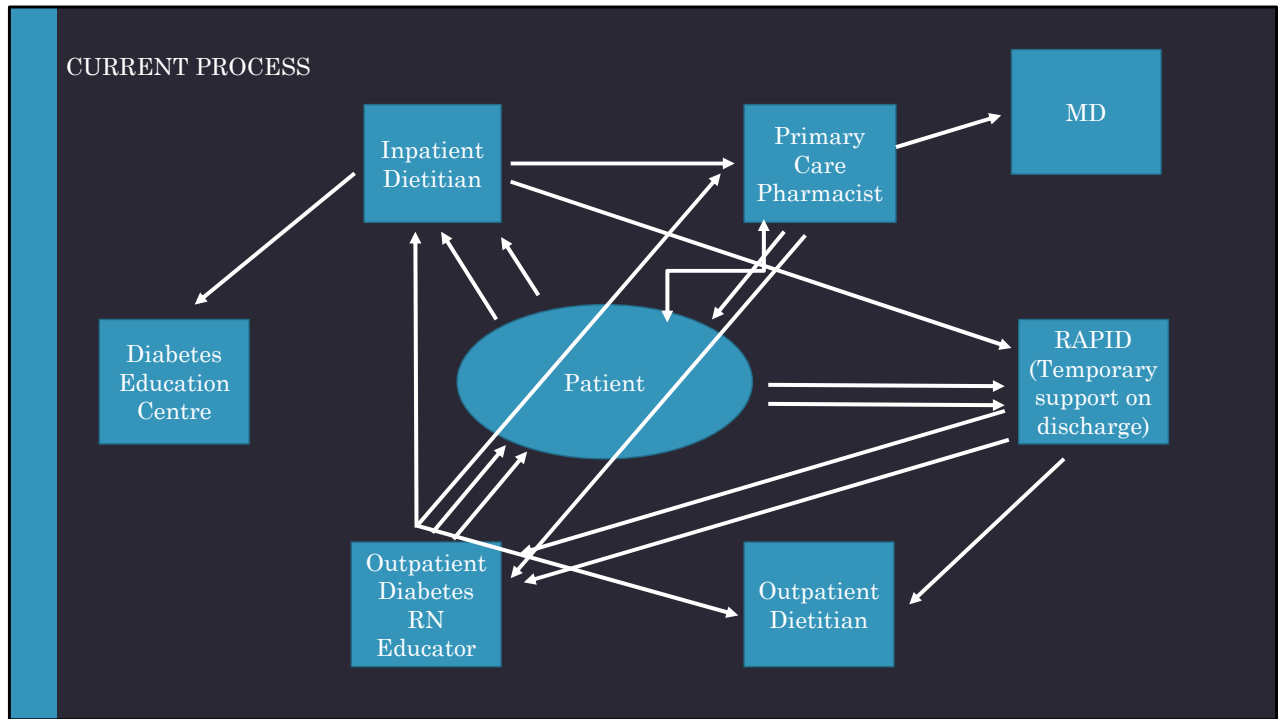 CURRENT PROCESS
MD
Inpatient
Dietitian
Primary
Care
Pharmacist
Diabetes
Education
Centre
Patient
RAPID
(Temporary
support on
discharge)
Outpatient
Diabetes
RN
Educator
Outpatient
Dietitian